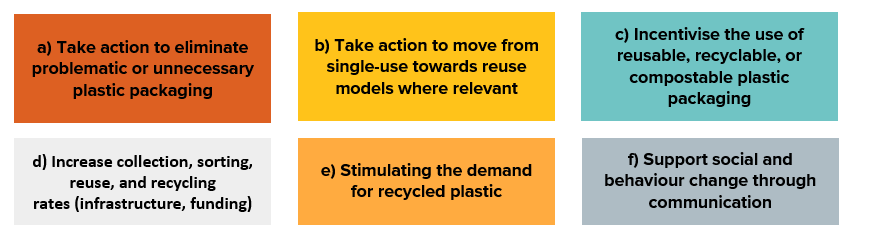 a) Take action to eliminate
problematic or unnecessary
plastic packaging
b) Take action to move from
single-use towards reuse
models where relevant
c) Incentivise the use of
reusable, recyclable, or
compostable plastic
packaging
d) Increase collection, sorting,
reuse, and recycling
rates (infrastructure, funding)
e) Stimulating the demand
for recycled plastic
f) Support social and
behaviour change through
communication